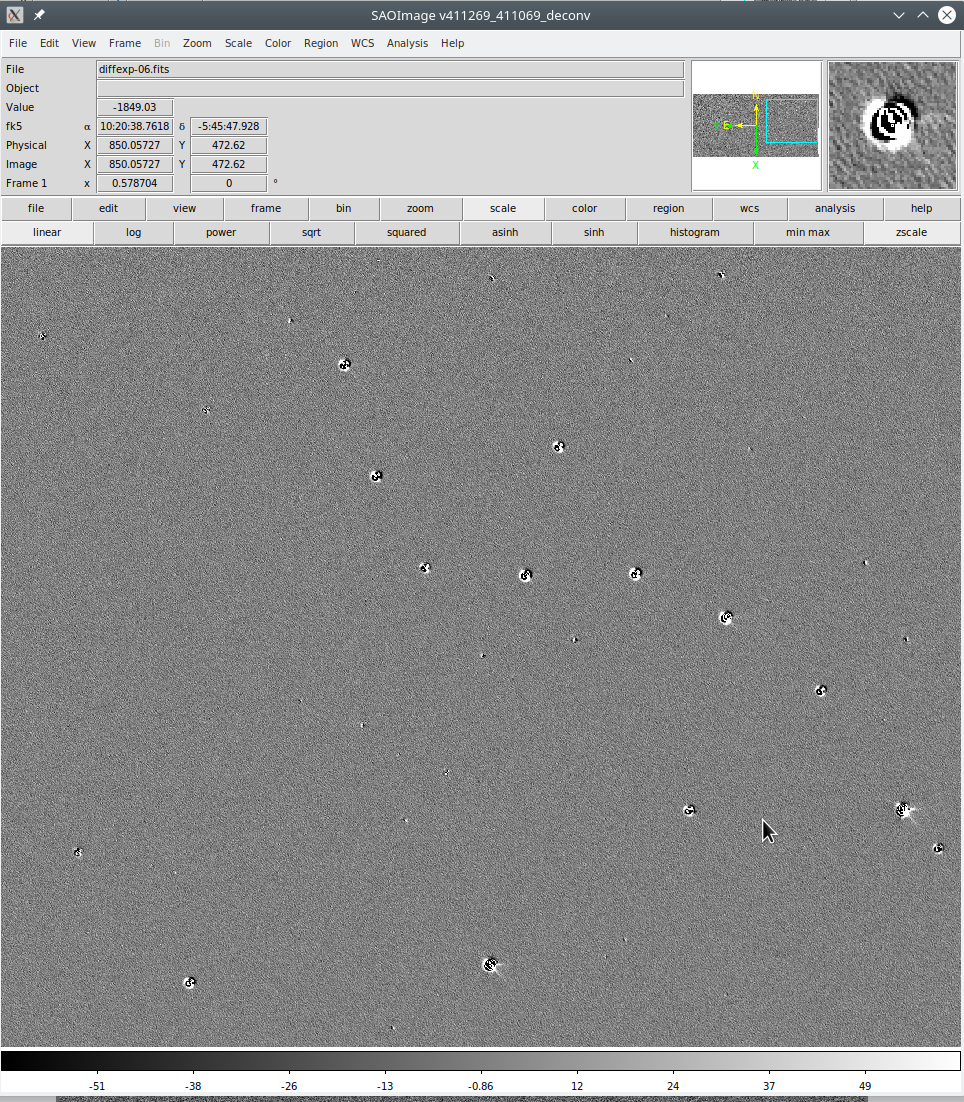 SAOImage v411269_411069_deconv
File Edit View Frame Bin Zoom Scale Color Region WCS Analysis Help
File diffexp-06.fits
Object
Value -1849.03
fk5 α 10:20:38.7618 δ -5:45:47.928
Physical X 850.05727 Y 472.62
Image X 850.05727 Y 472.62
Frame 1 x 0.578704 0 °
N
E
X
file edit view frame bin zoom scale color region wcs analysis help
linear log power sqrt squared asinh sinh histogram min max zscale
-51 -38 -26 -13 -0.86 12 24 37 49